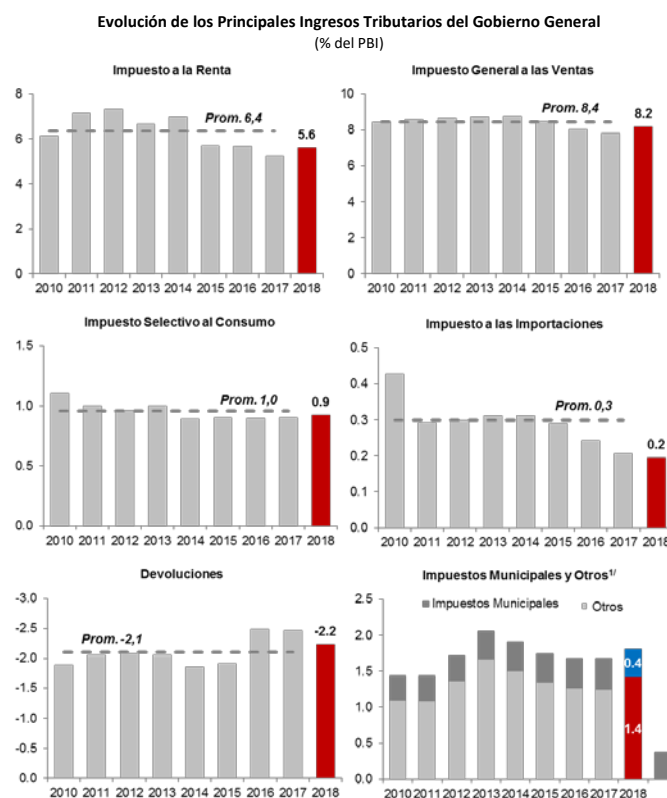 Evolución de los Principales Ingresos Tributarios del Gobierno General
(% del PBI)
Impuesto a la Renta
8
6
4
2
0
Prom. 6,4
5.6
2010 2011 2012 2013 2014 2015 2016 2017 2018
Impuesto General a las Ventas
10
8
6
4
2
0
Prom. 8,4
8.2
2010 2011 2012 2013 2014 2015 2016 2017 2018
Impuesto Selectivo al Consumo
1.5
1.0
0.5
0.0
Prom. 1,0
0.9
2010 2011 2012 2013 2014 2015 2016 2017 2018
Impuesto a las Importaciones
0.5
0.4
0.3
0.2
0.1
0.0
Prom. 0,3
0.2
2010 2011 2012 2013 2014 2015 2016 2017 2018
Devoluciones
-3.0
-2.5
-2.0
-1.5
-1.0
-0.5
0.0
Prom. -2,1
-2.2
2010 2011 2012 2013 2014 2015 2016 2017 2018
Impuestos Municipales y Otros1/
Impuestos Municipales Otros
2.5
2.0
1.5
1.0
0.5
0.0
0.4
1.4
2010 2011 2012 2013 2014 2015 2016 2017 2018